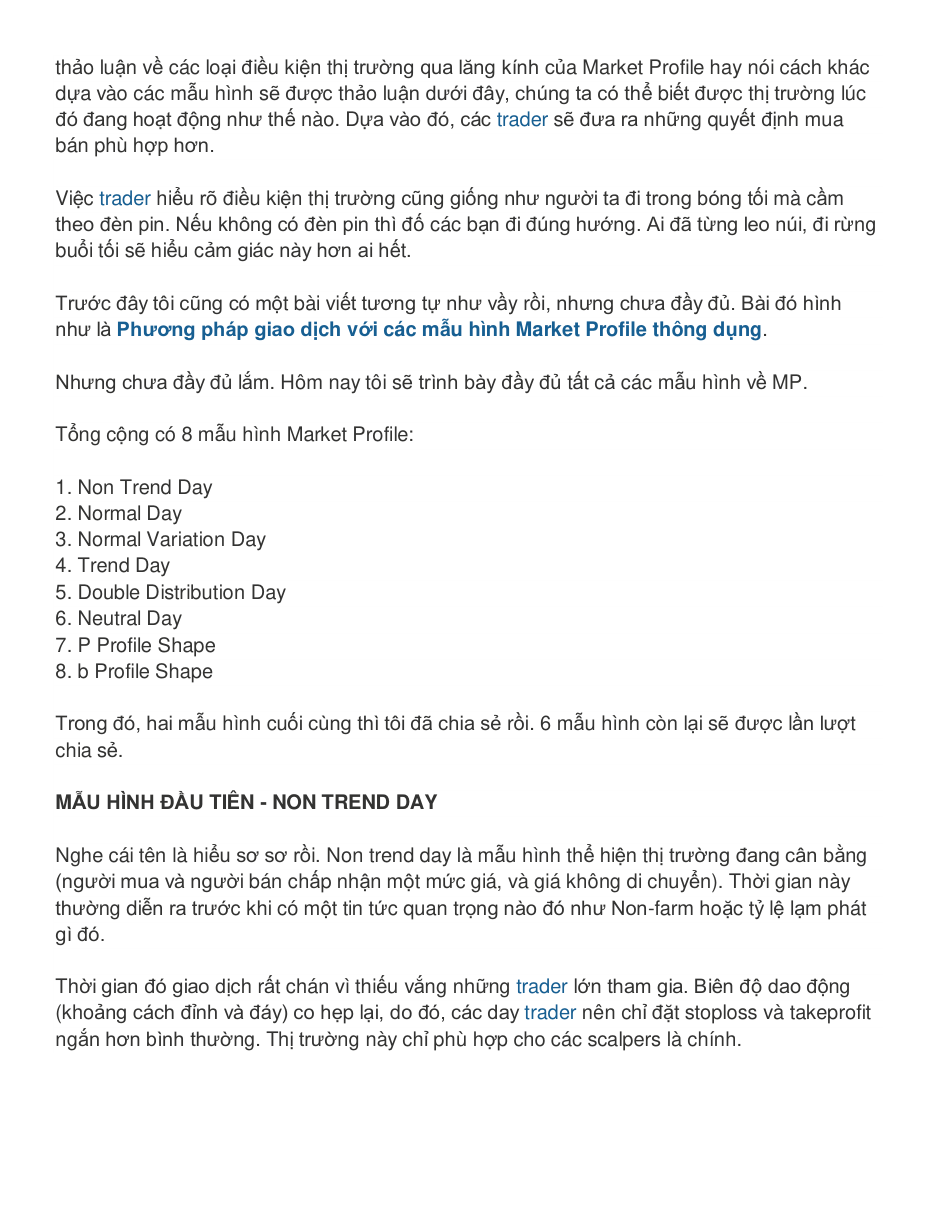 thảo luận về các loại điều kiện thị trường qua lăng kính của Market Profile hay nói cách khác
dựa vào các mẫu hình sẽ được thảo luận dưới đây, chúng ta có thể biết được thị trường lúc
đó đang hoạt động như thế nào. Dựa vào đó, các trader sẽ đưa ra những quyết định mua
bán phù hợp hơn.
Việc trader hiểu rõ điều kiện thị trường cũng giống như người ta đi trong bóng tối mà cầm
theo đèn pin. Nếu không có đèn pin thì đố các bạn đi đúng hướng. Ai đã từng leo núi, đi rừng
buổi tối sẽ hiểu cảm giác này hơn ai hết.
Trước đây tôi cũng có một bài viết tương tự như vầy rồi, nhưng chưa đầy đủ. Bài đó hình
như là Phương pháp giao dịch với các mẫu hình Market Profile thông dụng.
Nhưng chưa đầy đủ lắm. Hôm nay tôi sẽ trình bày đầy đủ tất cả các mẫu hình về MP.
Tổng cộng có 8 mẫu hình Market Profile:
1. Non Trend Day
2. Normal Day
3. Normal Variation Day
4. Trend Day
5. Double Distribution Day
6. Neutral Day
7. P Profile Shape
8. b Profile Shape
Trong đó, hai mẫu hình cuối cùng thì tôi đã chia sẻ rồi. 6 mẫu hình còn lại sẽ được lần lượt
chia sẻ.
MẪU HÌNH ĐẦU TIÊN - NON TREND DAY
Nghe cái tên là hiểu sơ sơ rồi. Non trend day là mẫu hình thể hiện thị trường đang cân bằng
(người mua và người bán chấp nhận một mức giá, và giá không di chuyển). Thời gian này
thường diễn ra trước khi có một tin tức quan trọng nào đó như Non-farm hoặc tỷ lệ lạm phát
gì đó.
Thời gian đó giao dịch rất chán vì thiếu vắng những trader lớn tham gia. Biên độ dao động
(khoảng cách đỉnh và đáy) co hẹp lại, do đó, các day trader nên chỉ đặt stoploss và takeprofit
ngắn hơn bình thường. Thị trường này chỉ phù hợp cho các scalpers là chính.